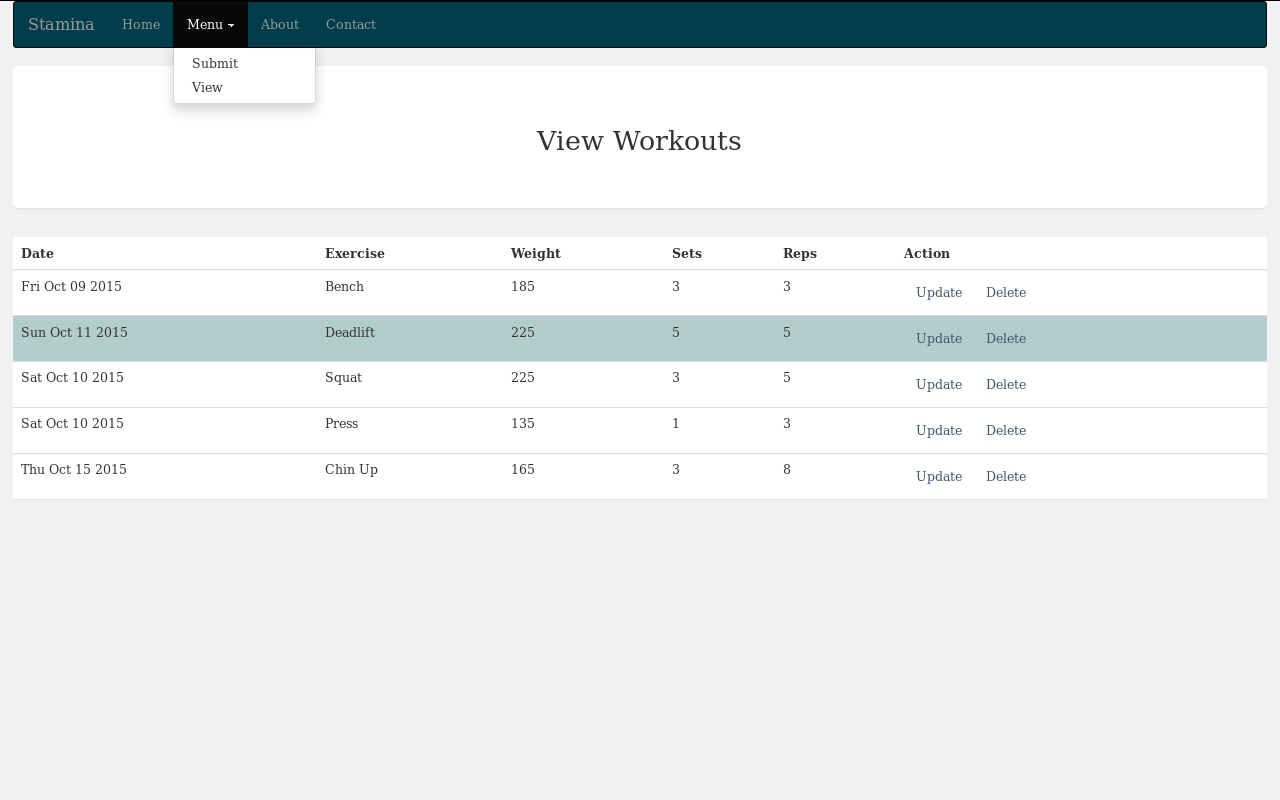 Stamina Home Menu About Contact
Submit
View
View Workouts
Date Exercise Weight Sets Reps Action
Fri Oct 09 2015 Bench 185 3 3 Update Delete
Sun Oct 11 2015 Deadlift 225 5 5 Update Delete
Sat Oct 10 2015 Squat 225 3 5 Update Delete
Sat Oct 10 2015 Press 135 1 3 Update Delete
Thu Oct 15 2015 Chin Up 165 3 8 Update Delete